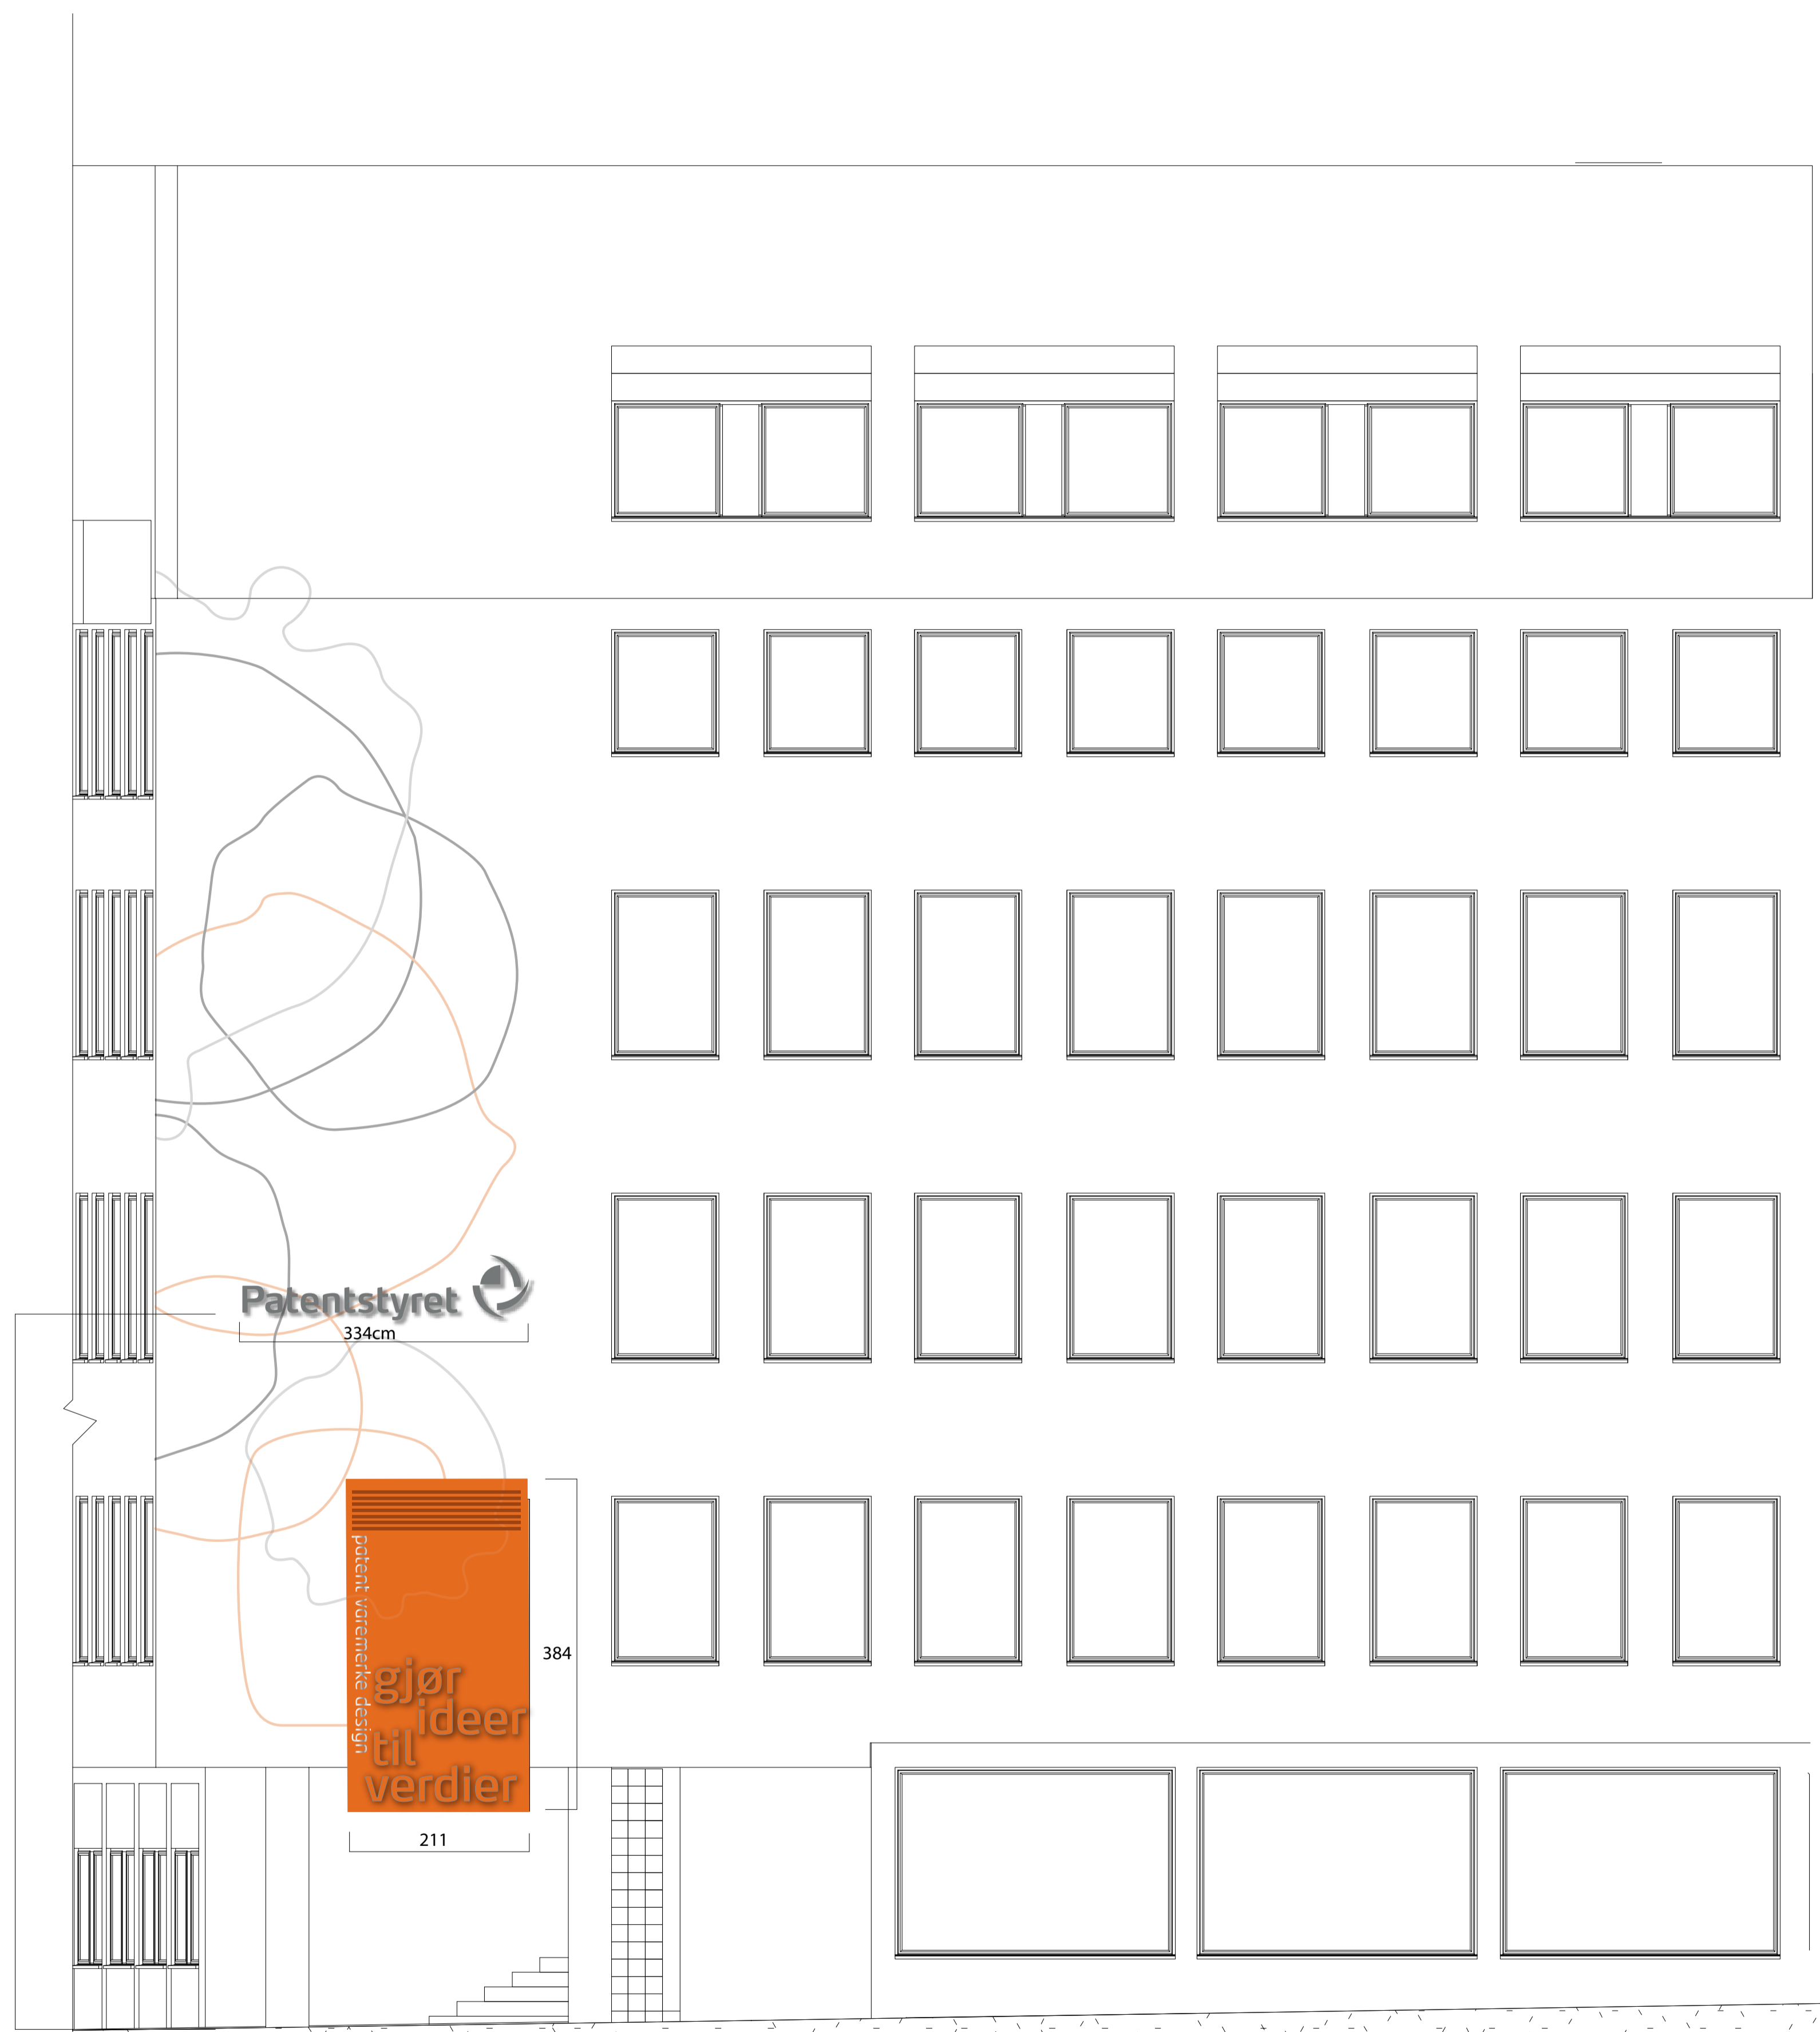 Patentstyret
334cm
patent varemerke design
384
gjør
ideer
til
verdier
211